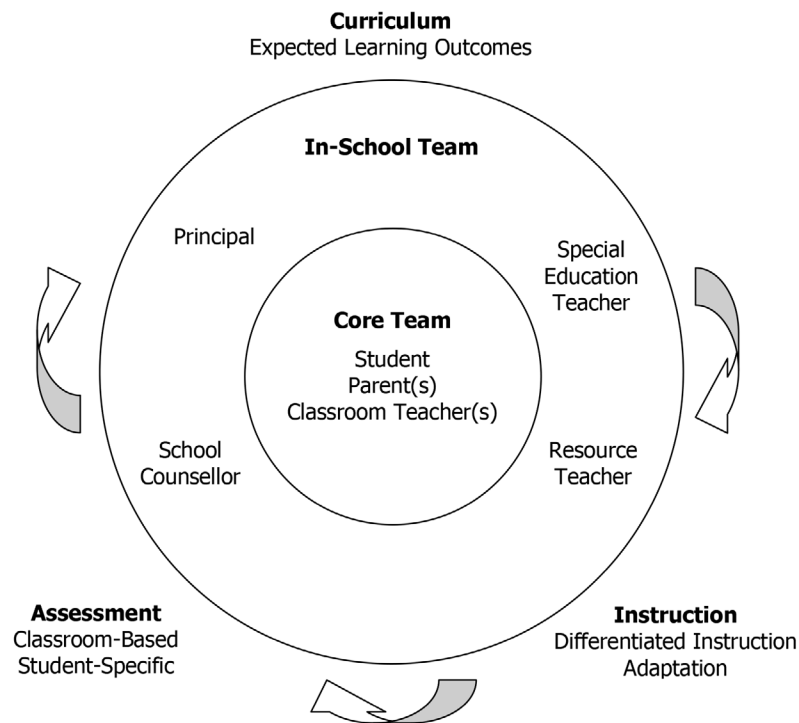 Curriculum
Expected Learning Outcomes
In-School Team
Principal
Special
Education
Teacher
Core Team
Student
Parent(s)
Classroom Teacher(s)
School
Counsellor
Resource
Teacher
Assessment
Classroom-Based
Student-Specific
Instruction
Differentiated Instruction
Adaptation